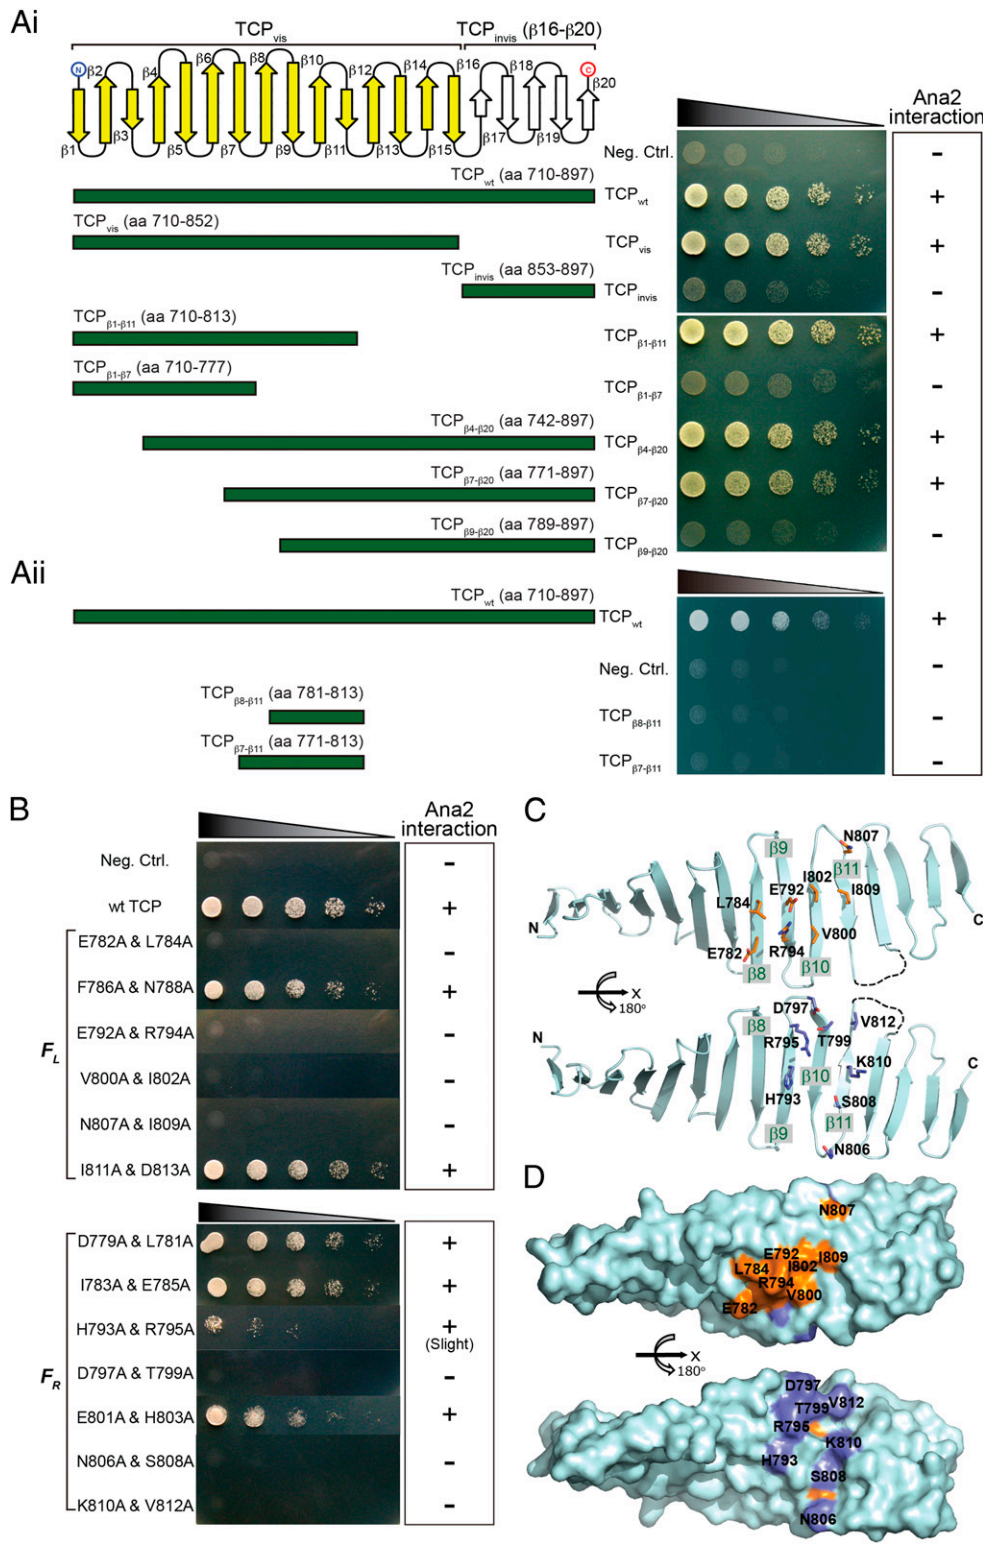 Ai
TCPvis TCPinvis (β16-β20)
N β2 β4 β6 β8 β10 β12 β14 β16 β18 C β20
β1 β3 β5 β7 β9 β11 β13 β15 β17 β19
Ana2 interaction
Neg. Ctrl. -
TCPwt (aa 710-897) TCPwt +
TCPvis (aa 710-852) TCPvis +
TCPinvis (aa 853-897) TCPinvis -
TCPβ1-β11 (aa 710-813) TCPβ1-β11 +
TCPβ1-β7 (aa 710-777) TCPβ1-β7 -
TCPβ4-β20 (aa 742-897) TCPβ4-β20 +
TCPβ7-β20 (aa 771-897) TCPβ7-β20 +
TCPβ9-β20 (aa 789-897) TCPβ9-β20 -
Aii
TCPwt (aa 710-897) TCPwt +
Neg. Ctrl. -
TCPβ8-β11 (aa 781-813) TCPβ8-β11 -
TCPβ7-β11 (aa 771-813) TCPβ7-β11 -
B
Ana2 interaction
Neg. Ctrl. -
wt TCP +
FL
E782A & L784A -
F786A & N788A +
E792A & R794A -
V800A & I802A -
N807A & I809A -
I811A & D813A +
FR
D779A & L781A +
I783A & E785A +
H793A & R795A + (Slight)
D797A & T799A -
E801A & H803A +
N806A & S808A -
K810A & V812A -
C
N807
β9
β11
I802
E792
I809
L784
N
C
E782
R794
V800
β8
β10
X
180°
D797
β8
V812
R795
T799
N
K810
C
β10
H793
S808
β11
β9
N806
D
N807
E792
I809
L784
I802
R794
V800
E782
X
180°
D797
T799
V812
R795
K810
H793
S808
N806